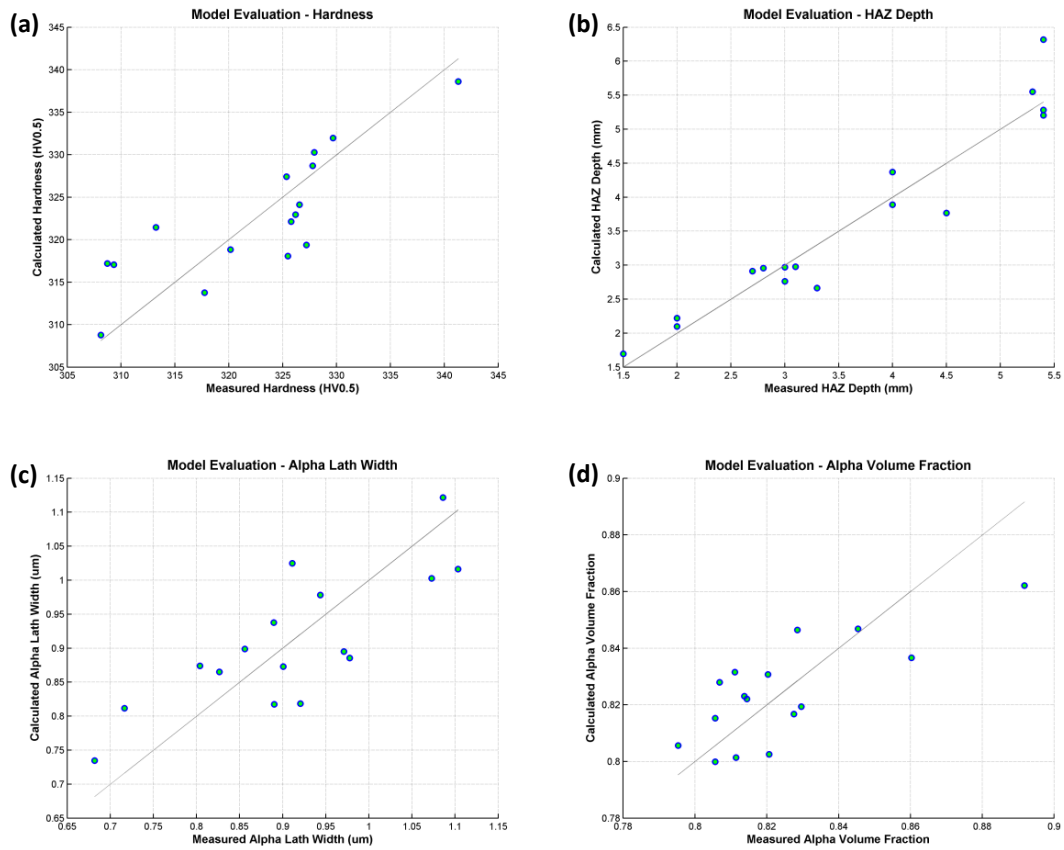 (a)
Model Evaluation - Hardness
345
340
335
330
325
320
315
310
305
305 310 315 320 325 330 335 340 345
Calculated Hardness (HV0.5)
Measured Hardness (HV0.5)
(b)
Model Evaluation - HAZ Depth
6.5
6
5.5
5
4.5
4
3.5
3
2.5
2
1.5
1.5 2 2.5 3 3.5 4 4.5 5 5.5
Calculated HAZ Depth (mm)
Measured HAZ Depth (mm)
(c)
Model Evaluation - Alpha Lath Width
1.15
1.1
1.05
1
0.95
0.9
0.85
0.8
0.75
0.7
0.65
0.65 0.7 0.75 0.8 0.85 0.9 0.95 1 1.05 1.1 1.15
Calculated Alpha Lath Width (um)
Measured Alpha Lath Width (um)
(d)
Model Evaluation - Alpha Volume Fraction
0.9
0.88
0.86
0.84
0.82
0.8
0.78
0.78 0.8 0.82 0.84 0.86 0.88 0.9
Calculated Alpha Volume Fraction
Measured Alpha Volume Fraction